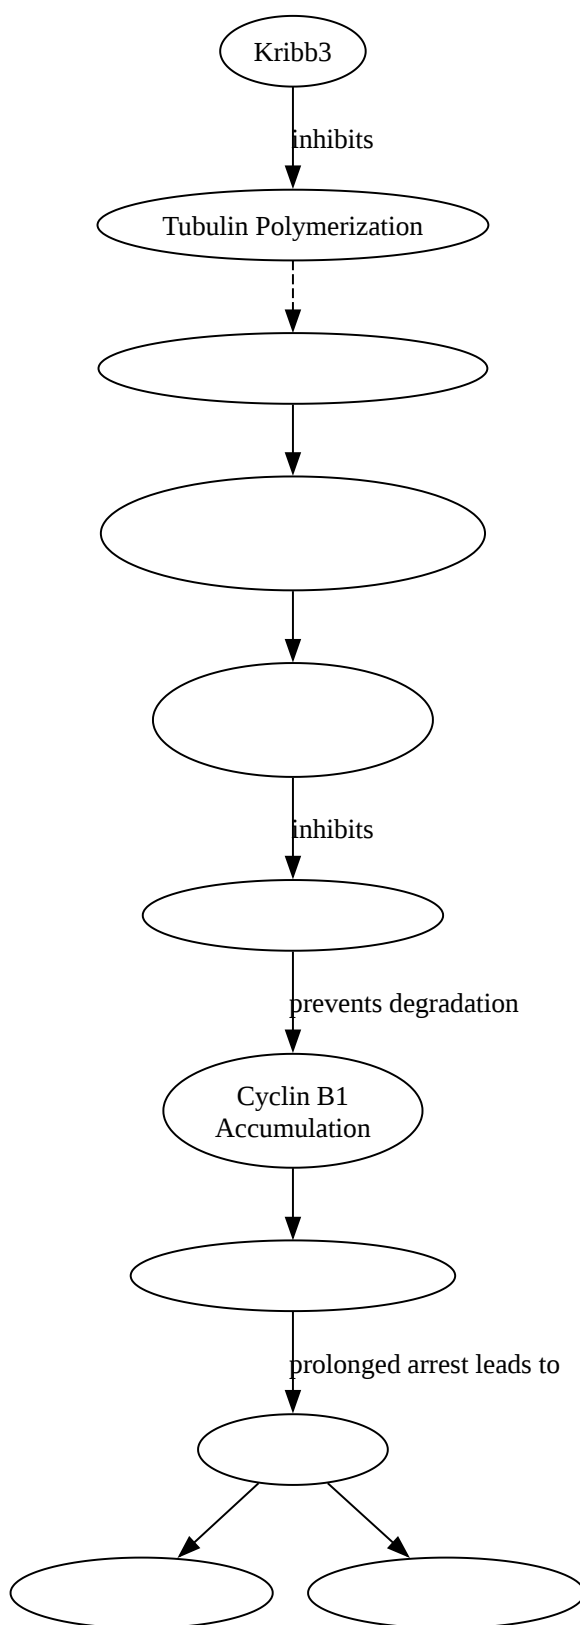 Kribb3
inhibits
Tubulin Polymerization
inhibits
prevents degradation
Cyclin B1
Accumulation
prolonged arrest leads to